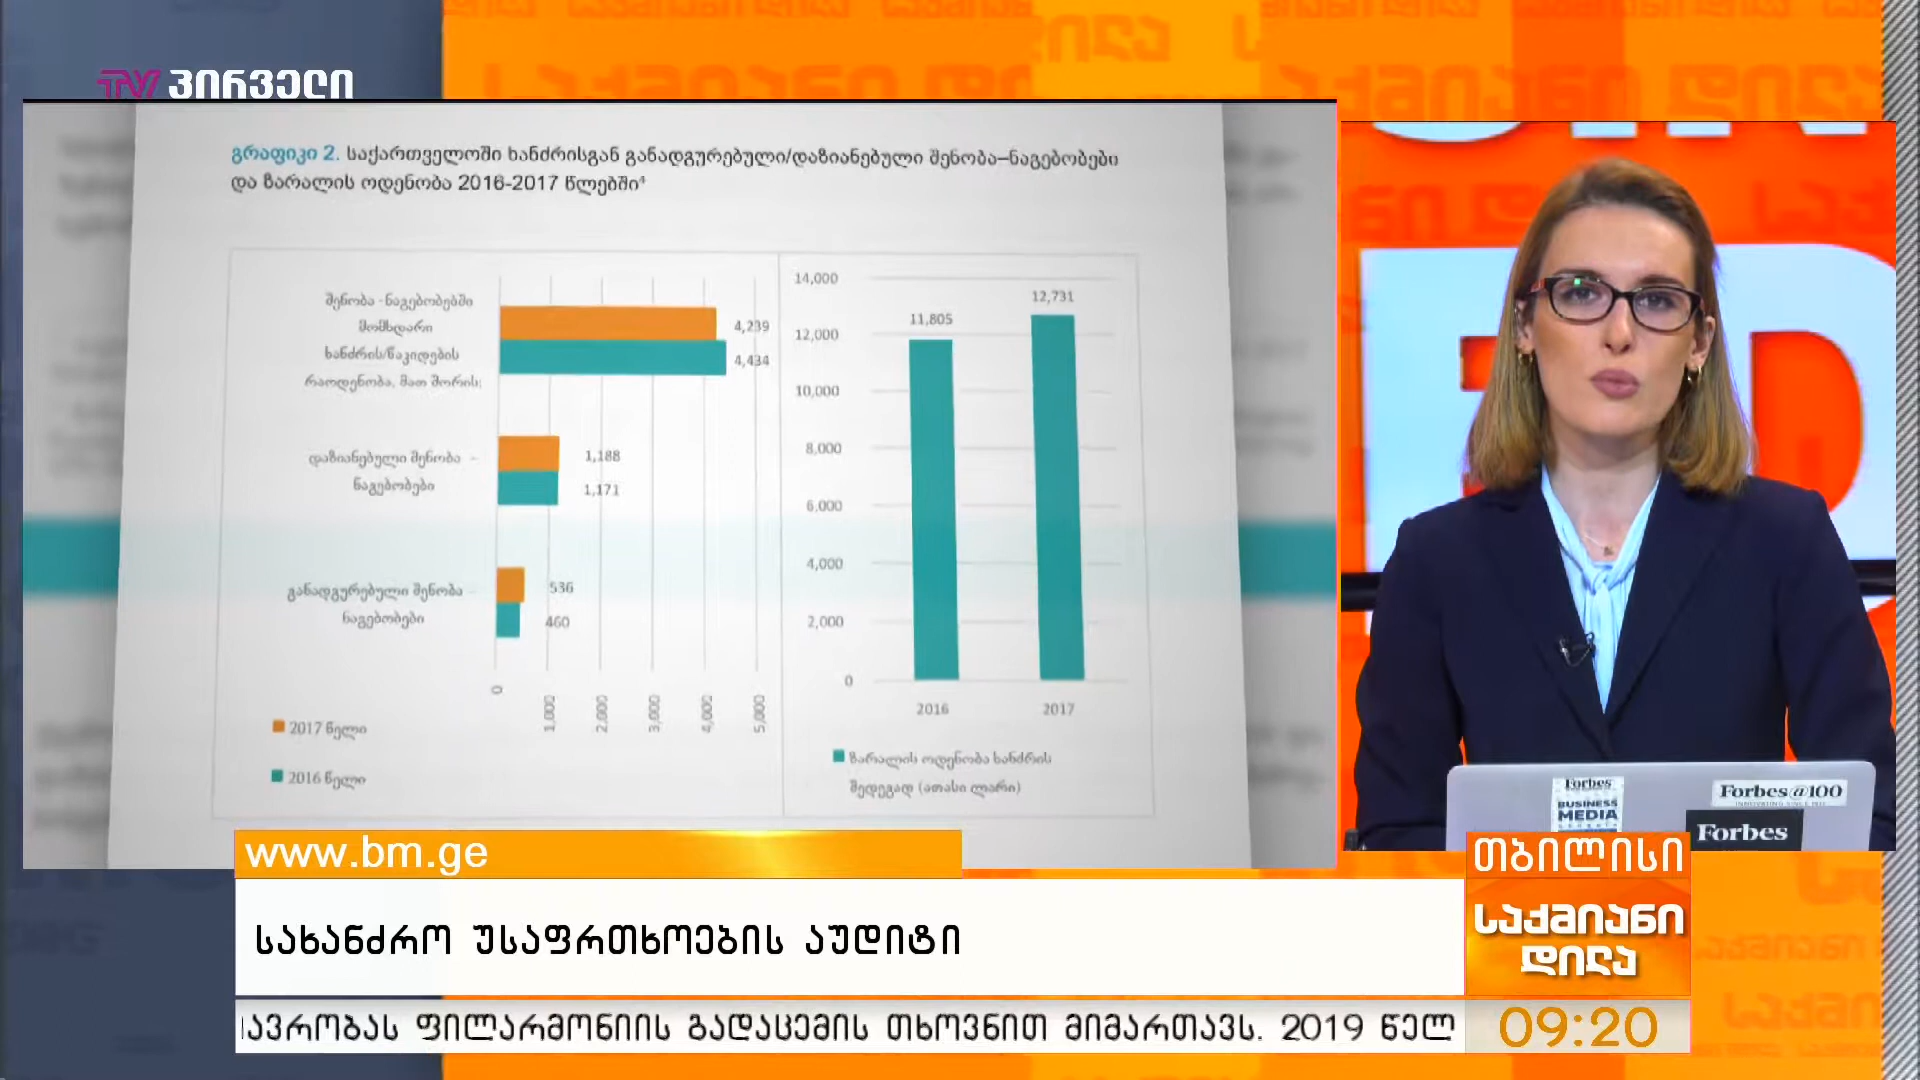 TV პირველი
გრაფიკი 2. საქართველოში ხანძრისგან განადგურებული/დაზიანებული შენობა–ნაგებობები
და ზარალის ოდენობა 2016-2017 წლებში⁴
შენობა -ნაგებობებში
მომხდარი
ხანძრის/წაკიდების
რაოდენობა, მათ შორის:
4,239
4,434
დაზიანებული შენობა –
ნაგებობები
1,188
1,171
განადგურებული შენობა –
ნაგებობები
536
460
0
1,000
2,000
3,000
4,000
5,000
2017 წელი
2016 წელი
14,000
12,000
10,000
8,000
6,000
4,000
2,000
0
11,805
12,731
2016
2017
ზარალის ოდენობა ხანძრის
შედეგად (ათასი ლარი)
Forbes
BUSINESS
MEDIA
Forbes@100
Forbes
www.bm.ge
თბილისი
სახანძრო უსაფრთხოების აუდიტი
საქმიანი
დილა
ავრობას ფილარმონიის გადაცემის თხოვნით მიმართავს. 2019 წელ
09:20